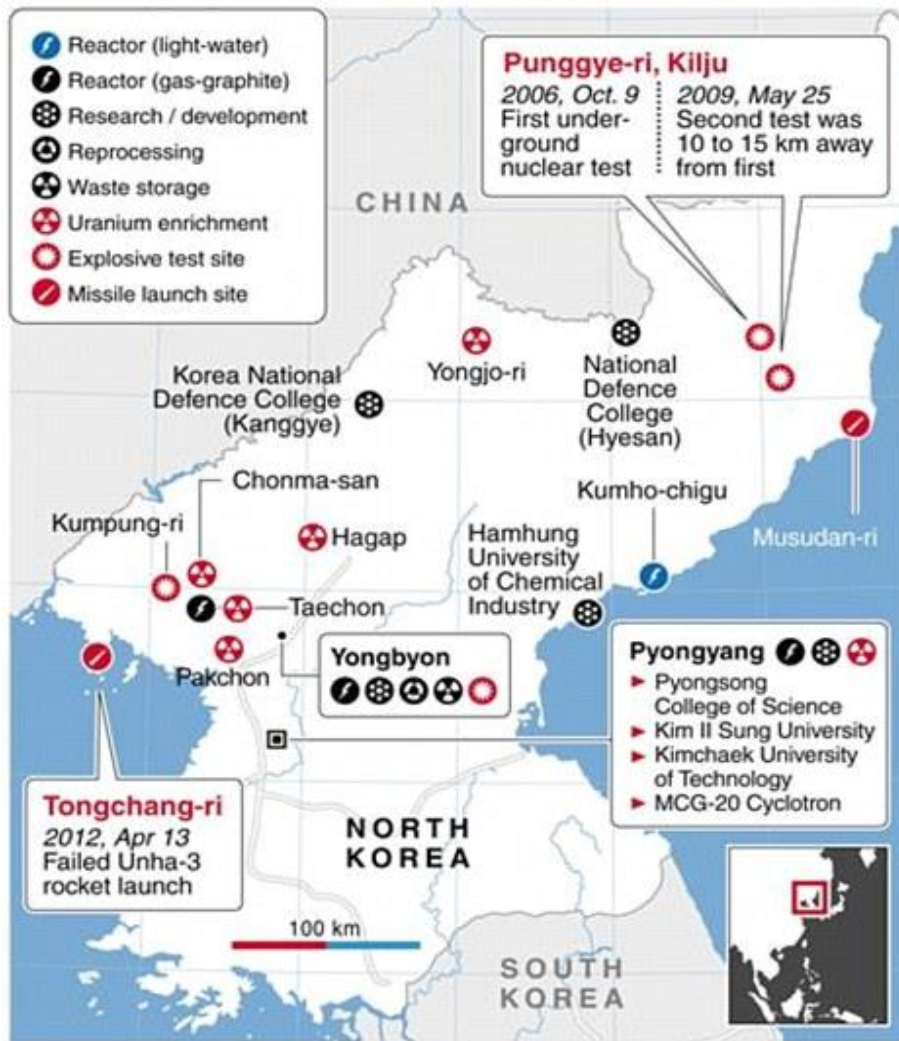 Reactor (light-water)
Reactor (gas-graphite)
Research / development
Reprocessing
Waste storage
Uranium enrichment
Explosive test site
Missile launch site
Punggye-ri, Kilju
2006, Oct. 9
First under-
ground
nuclear test
2009, May 25
Second test was
10 to 15 km away
from first
CHINA
Yongjo-ri
Korea National
Defence College
(Kanggye)
National
Defence
College
(Hyesan)
Chonma-san
Kumpung-ri
Hagap
Kumho-chigu
Hamhung
University
of Chemical
Industry
Musudan-ri
Taechon
Pakchon
Yongbyon
Pyongyang
Pyongsong
College of Science
Kim Il Sung University
Kimchaek University
of Technology
MCG-20 Cyclotron
Tongchang-ri
2012, Apr 13
Failed Unha-3
rocket launch
NORTH
KOREA
100 km
SOUTH
KOREA